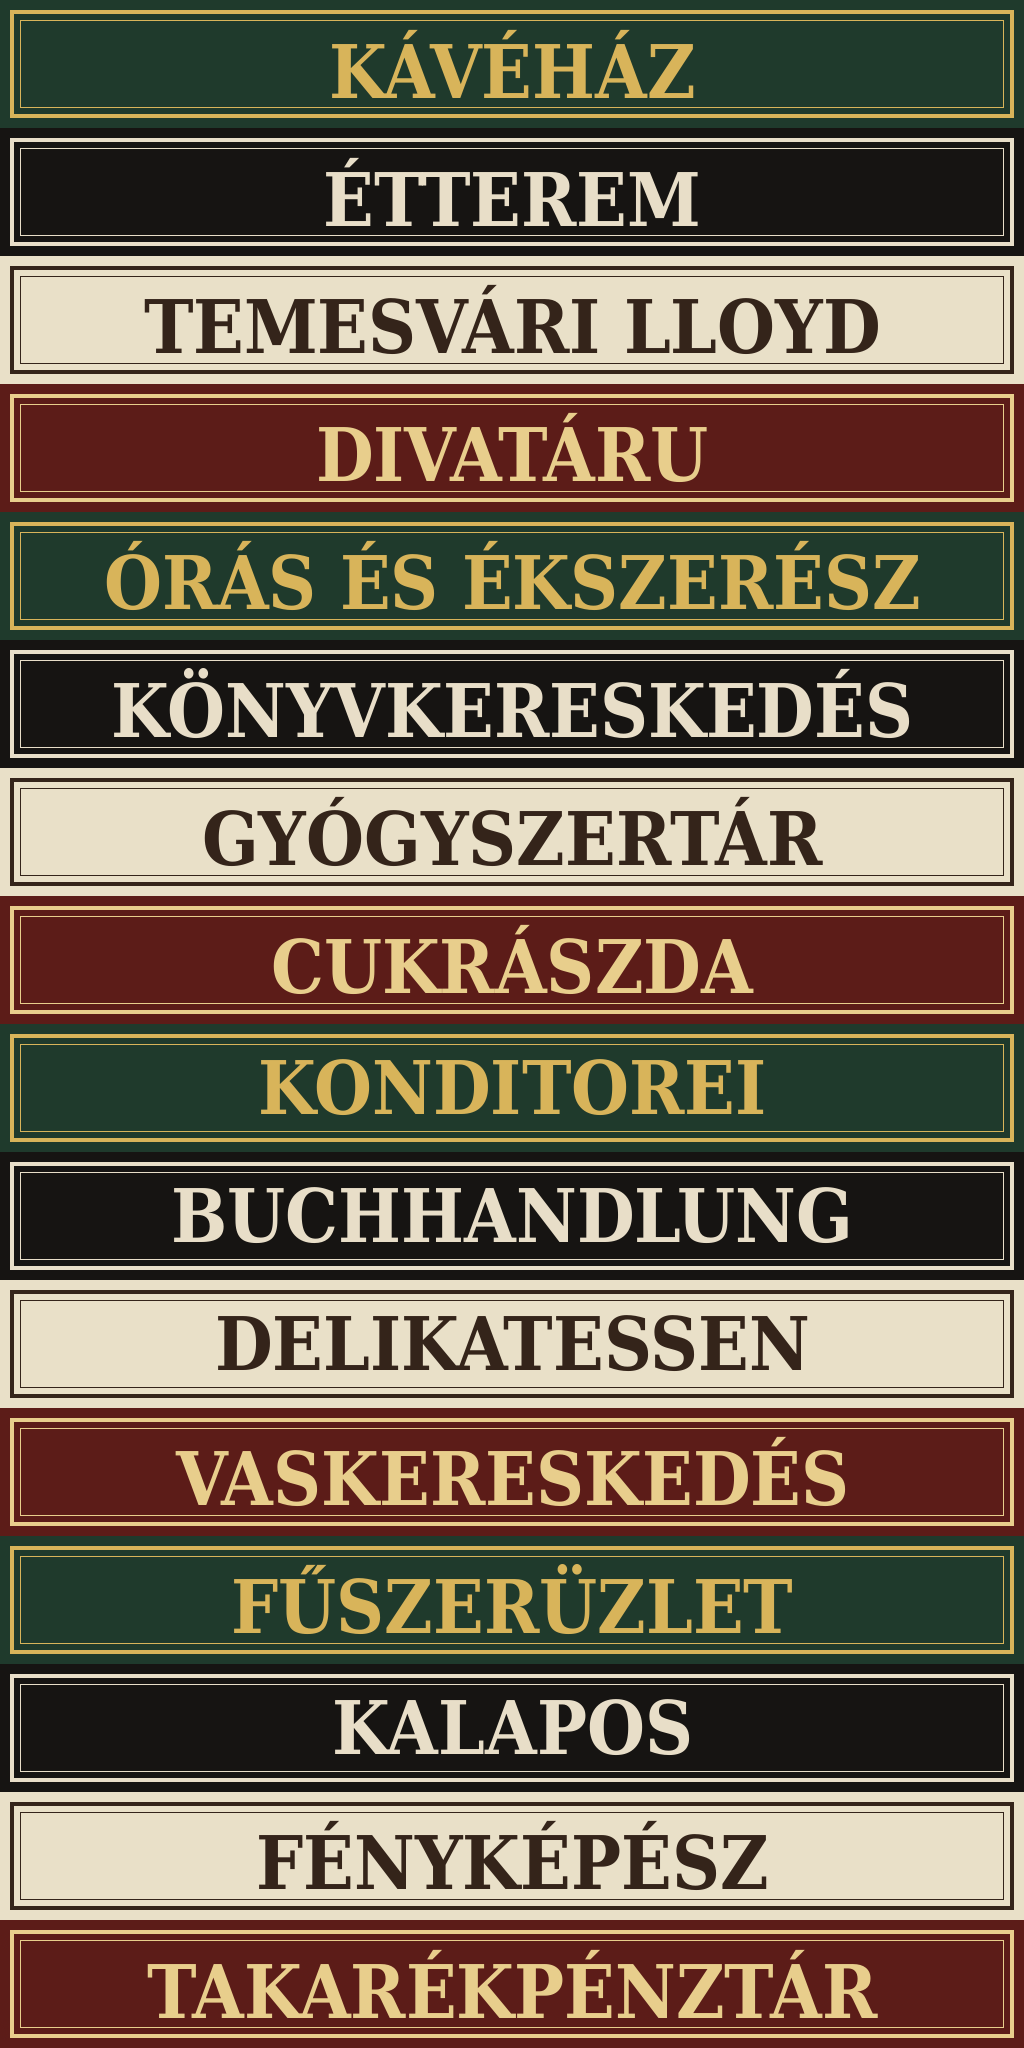 KÁVÉHÁZ
ÉTTEREM
TEMESVÁRI LLOYD
DIVATÁRU
ÓRÁS ÉS ÉKSZERÉSZ
KÖNYVKERESKEDÉS
GYÓGYSZERTÁR
CUKRÁSZDA
KONDITOREI
BUCHHANDLUNG
DELIKATESSEN
VASKERESKEDÉS
FŰSZERÜZLET
KALAPOS
FÉNYKÉPÉSZ
TAKARÉKPÉNZTÁR